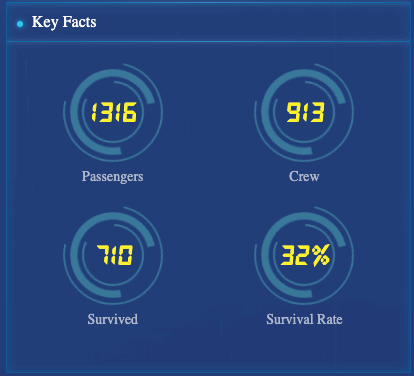 Key Facts
1316 913
Passengers Crew
710 32%
Survived Survival Rate